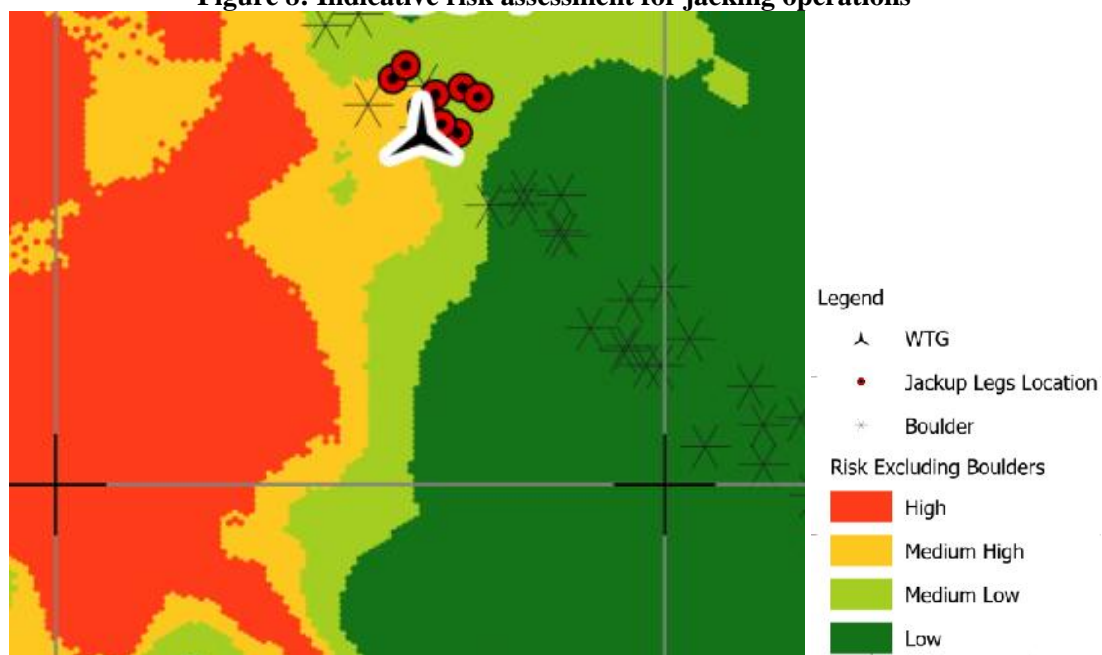 Figure 8: Indicative risk assessment for jacking operations
Legend
WTG
Jackup Legs Location
Boulder
Risk Excluding Boulders
High
Medium High
Medium Low
Low